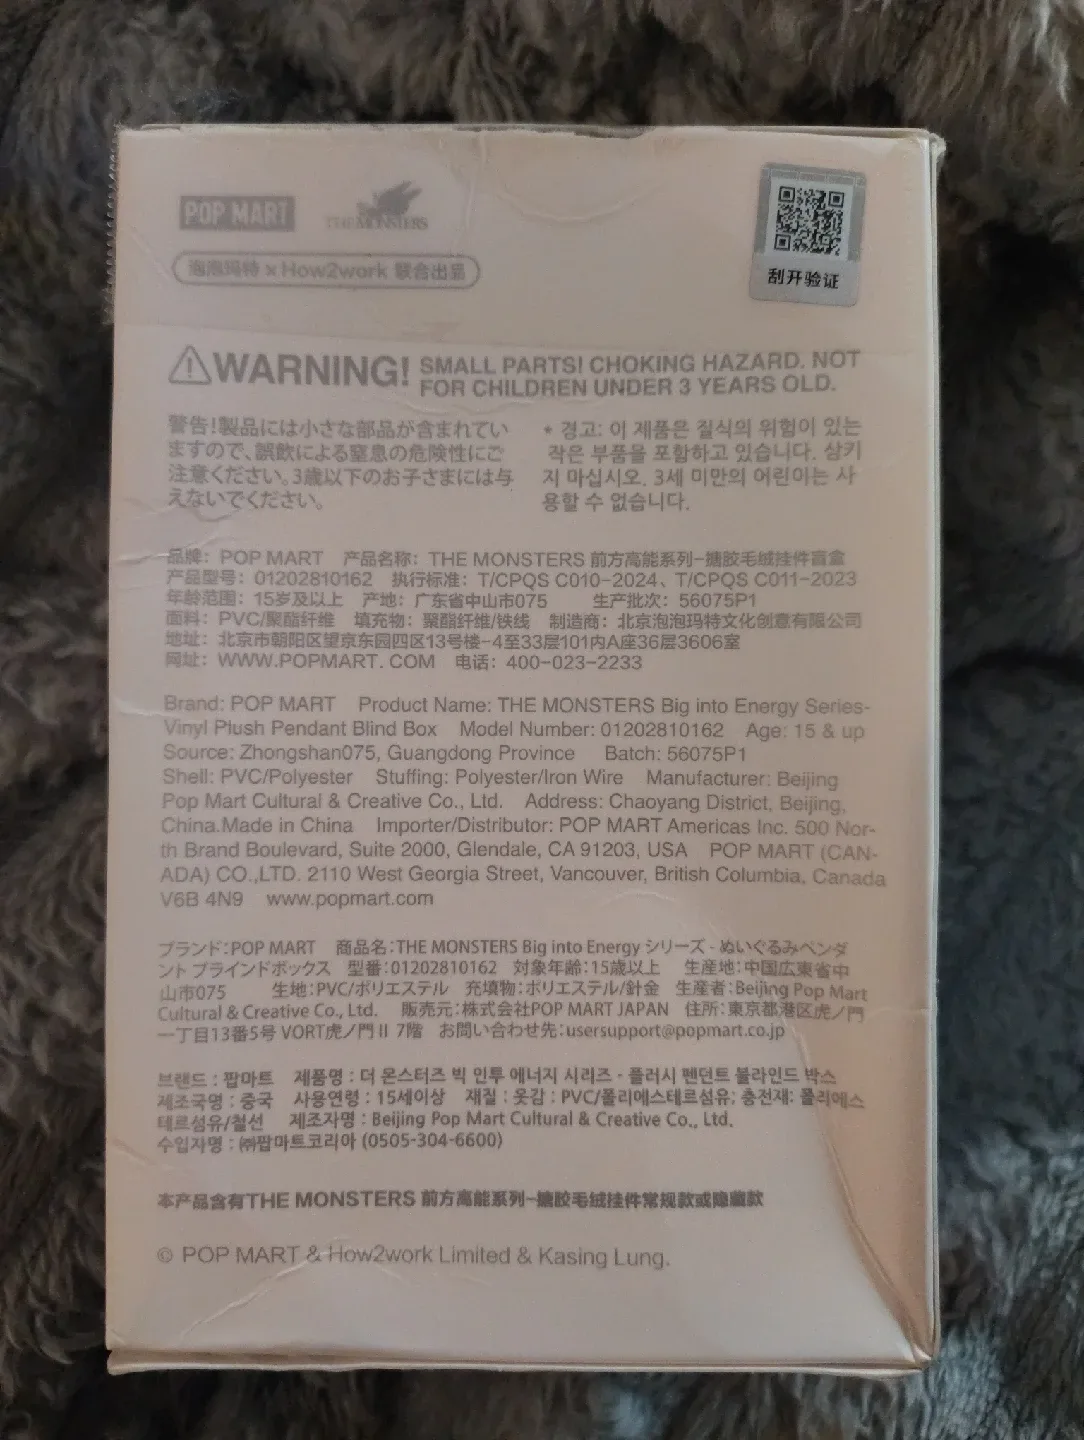 POP MART
THE MONSTERS
泡泡玛特 × How2work 联合出品
刮开验证
WARNING! SMALL PARTS! CHOKING HAZARD. NOT
FOR CHILDREN UNDER 3 YEARS OLD.
警告!製品には小さな部品が含まれてい
ますので、誤飲による窒息の危険性にご
注意ください。3歳以下のお子さまには与
えないでください。
* 경고: 이 제품은 질식의 위험이 있는
작은 부품을 포함하고 있습니다. 삼키
지 마십시오. 3세 미만의 어린이는 사
용할 수 없습니다.
品牌: POP MART 产品名称: THE MONSTERS 前方高能系列-搪胶毛绒挂件盲盒
产品型号: 01202810162 执行标准: T/CPQS C010-2024、T/CPQS C011-2023
年龄范围: 15岁及以上 产地: 广东省中山市075 生产批次: 56075P1
面料: PVC/聚酯纤维 填充物: 聚酯纤维/铁线 制造商: 北京泡泡玛特文化创意有限公司
地址: 北京市朝阳区望京东园四区13号楼-4至33层101内A座36层3606室
网址: WWW.POPMART.COM 电话: 400-023-2233
Brand: POP MART Product Name: THE MONSTERS Big into Energy Series-
Vinyl Plush Pendant Blind Box Model Number: 01202810162 Age: 15 & up
Source: Zhongshan075, Guangdong Province Batch: 56075P1
Shell: PVC/Polyester Stuffing: Polyester/Iron Wire Manufacturer: Beijing
Pop Mart Cultural & Creative Co., Ltd. Address: Chaoyang District, Beijing,
China.Made in China Importer/Distributor: POP MART Americas Inc. 500 Nor-
th Brand Boulevard, Suite 2000, Glendale, CA 91203, USA POP MART (CAN-
ADA) CO.,LTD. 2110 West Georgia Street, Vancouver, British Columbia, Canada
V6B 4N9 www.popmart.com
ブランド:POP MART 商品名:THE MONSTERS Big into Energy シリーズ - ぬいぐるみペンダ
ント ブラインドボックス 型番:01202810162 対象年齢:15歳以上 生産地:中国広東省中
山市075 生地:PVC/ポリエステル 充填物:ポリエステル/針金 生産者:Beijing Pop Mart
Cultural & Creative Co., Ltd. 販売元:株式会社POP MART JAPAN 住所:東京都港区虎ノ門
一丁目13番5号 VORT虎ノ門 II 7階 お問い合わせ先:usersupport@popmart.co.jp
브랜드 : 팝마트 제품명 : 더 몬스터즈 빅 인투 에너지 시리즈 - 플러시 펜던트 블라인드 박스
제조국명 : 중국 사용연령 : 15세이상 재질 : 옷감 : PVC/폴리에스테르섬유; 충전재: 폴리에스
테르섬유/철선 제조자명 : Beijing Pop Mart Cultural & Creative Co., Ltd.
수입자명 : ㈜팝마트코리아 (0505-304-6600)
本产品含有THE MONSTERS 前方高能系列-搪胶毛绒挂件常规款或隐藏款
© POP MART & How2work Limited & Kasing Lung.